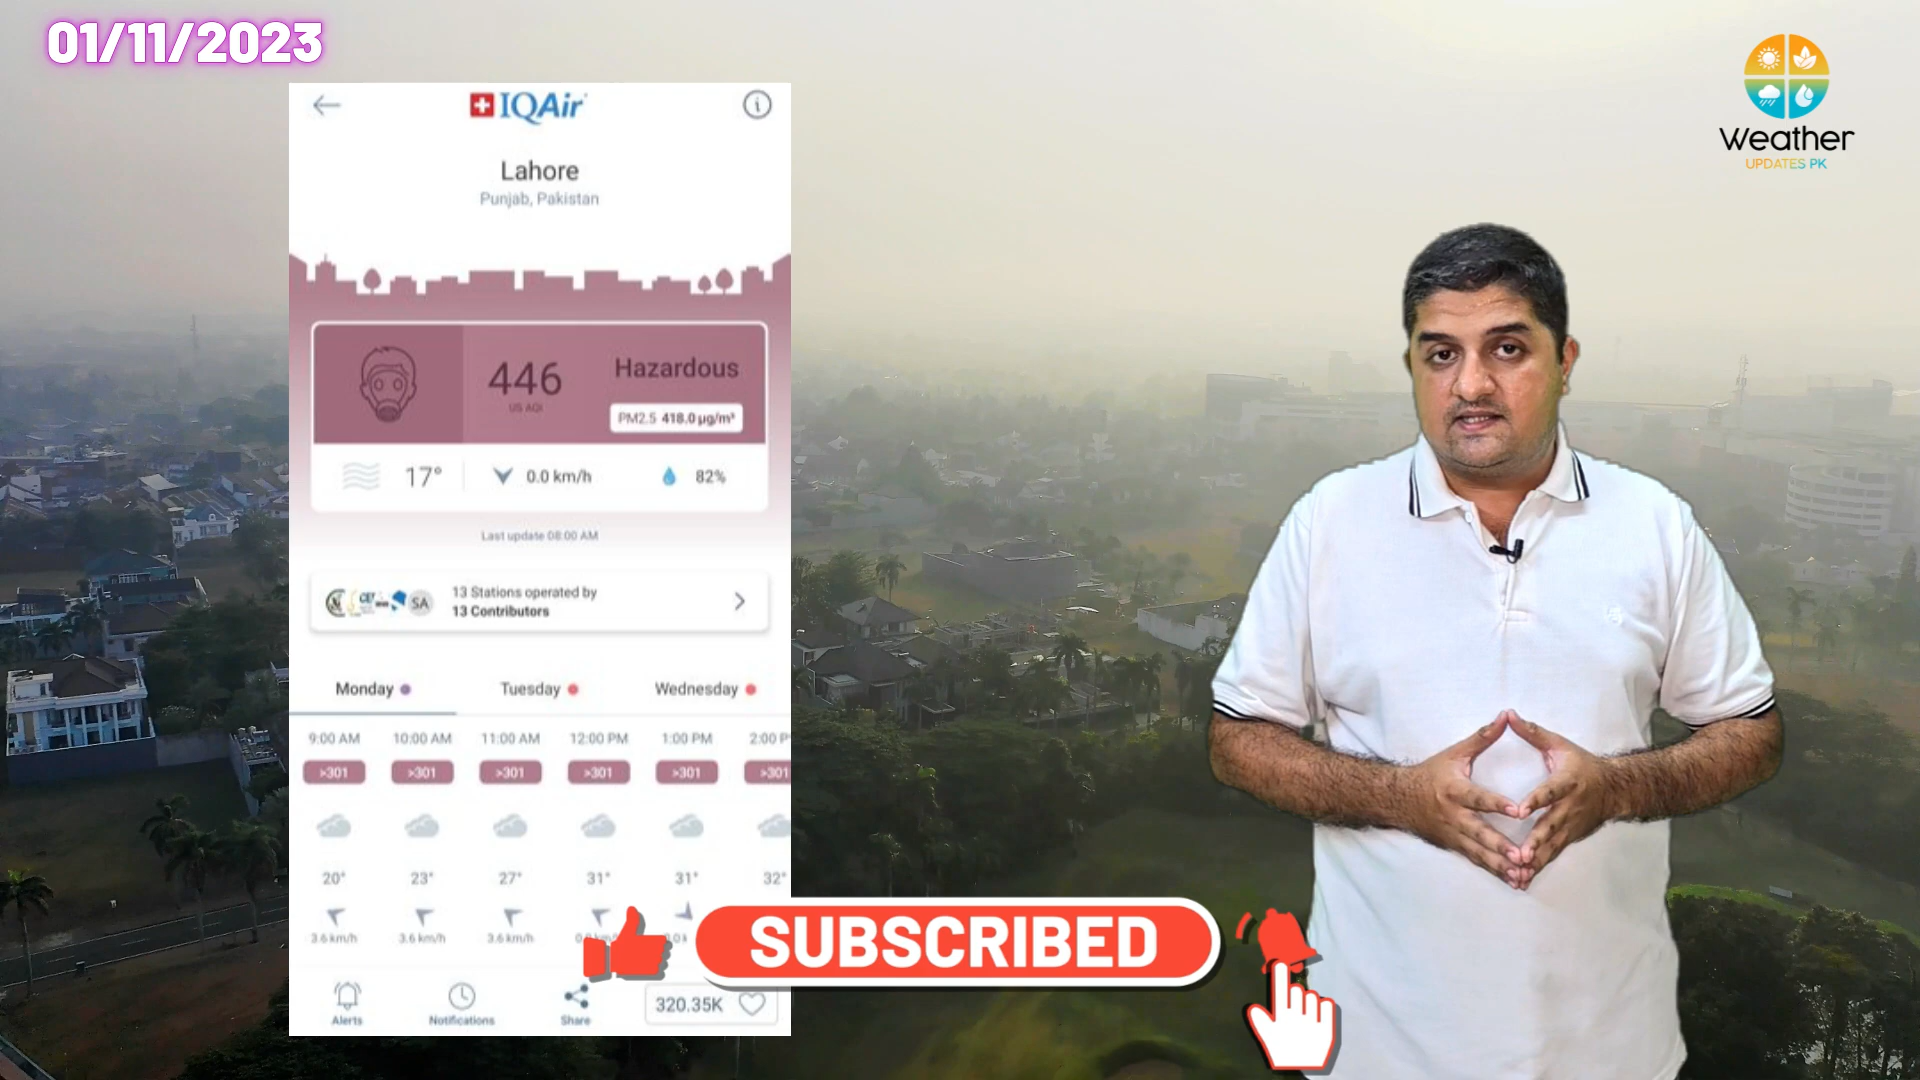 01/11/2023
Weather
UPDATES PK
IQAir
Lahore
Punjab, Pakistan
446
US AQI
Hazardous
PM2.5 418.0 µg/m³
17°
0.0 km/h
82%
Last update 08:00 AM
SA
13 Stations operated by
13 Contributors
Monday
Tuesday
Wednesday
9:00 AM 10:00 AM 11:00 AM 12:00 PM 1:00 PM 2:00 P
>301 >301 >301 >301 >301 >301
20° 23° 27° 31° 31° 32°
3.6 km/h 3.6 km/h 3.6 km/h
SUBSCRIBED
Alerts
Notifications
Share
320.35K